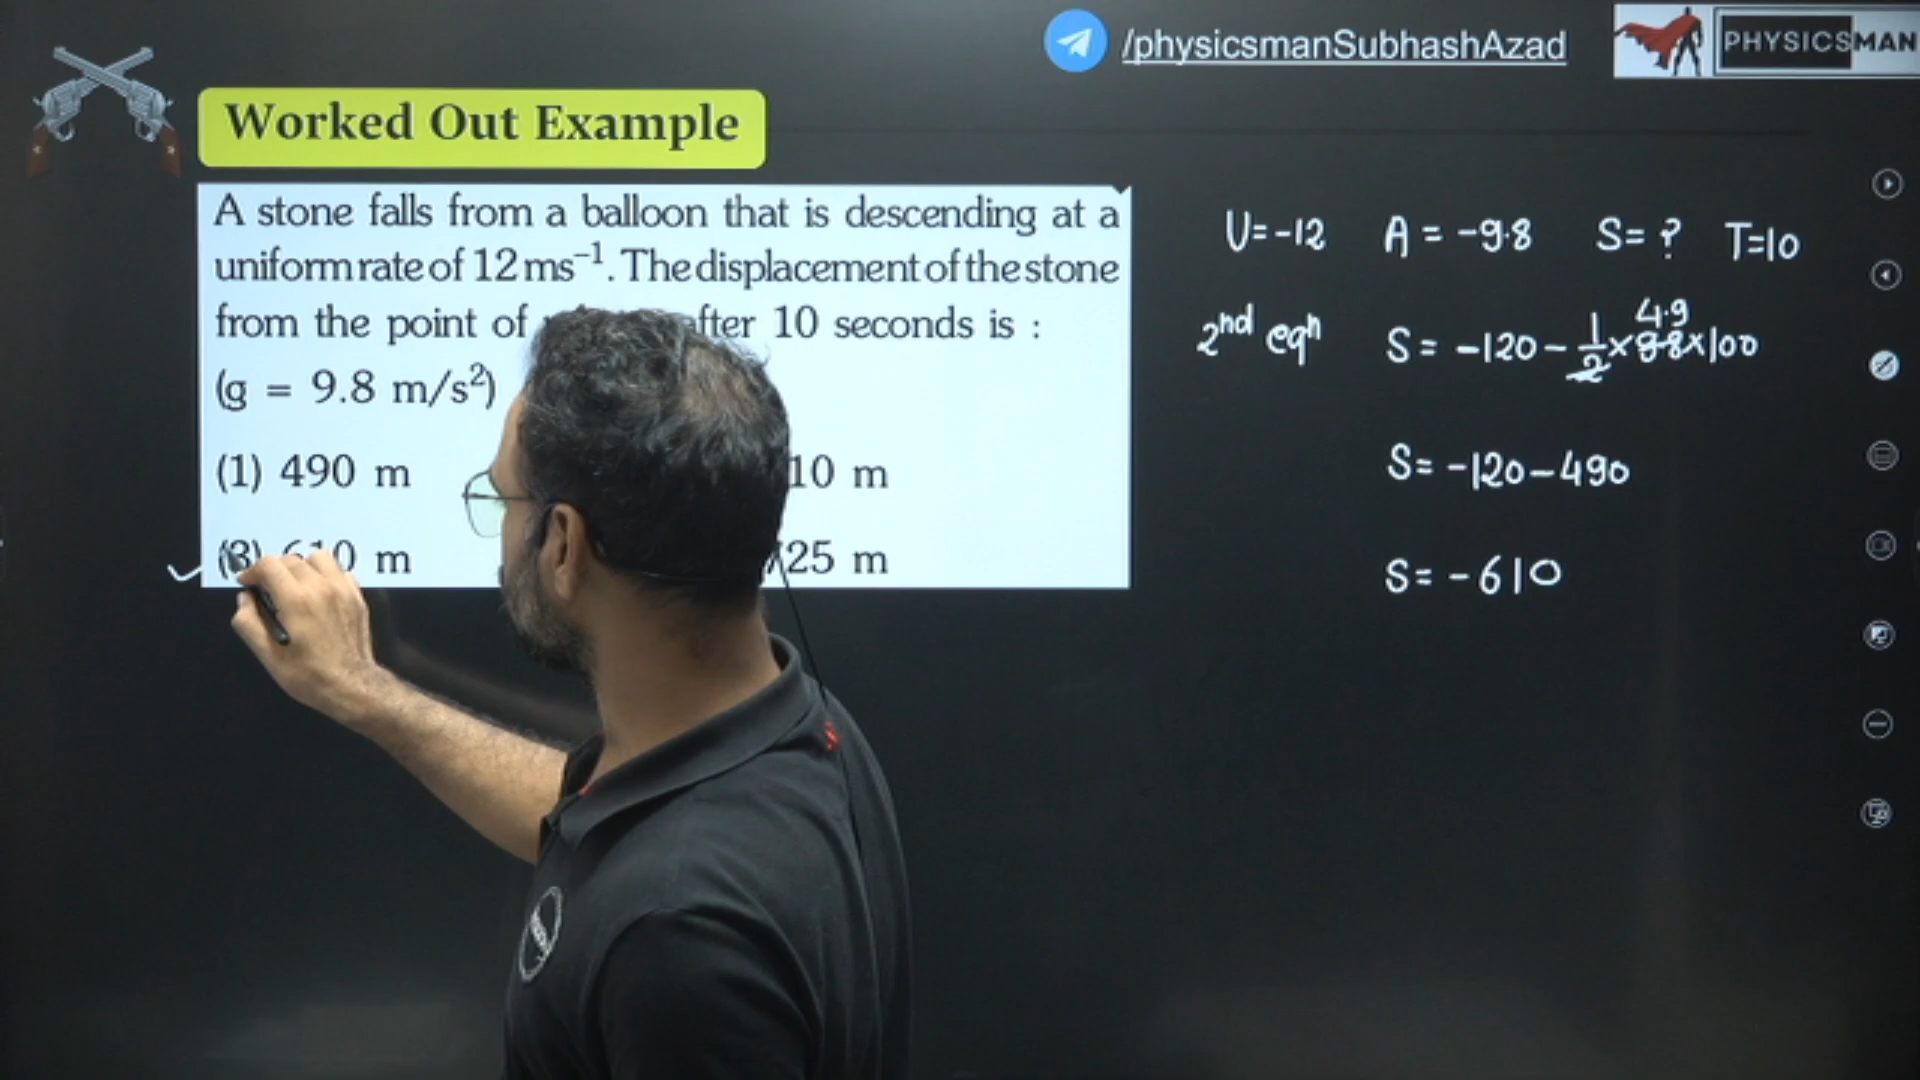 /physicsmanSubhashAzad
PHYSICSMAN
Worked Out Example
A stone falls from a balloon that is descending at a
uniform rate of 12 ms⁻¹. The displacement of the stone
from the point of after 10 seconds is :
(g = 9.8 m/s²)
(1) 490 m
10 m
(3) 610 m
725 m
U=-12 A = -9.8 S= ? T=10
2nd eqn S = -120 - 1/2 × 9.8 × 100
4.9
S= -120-490
S= -610